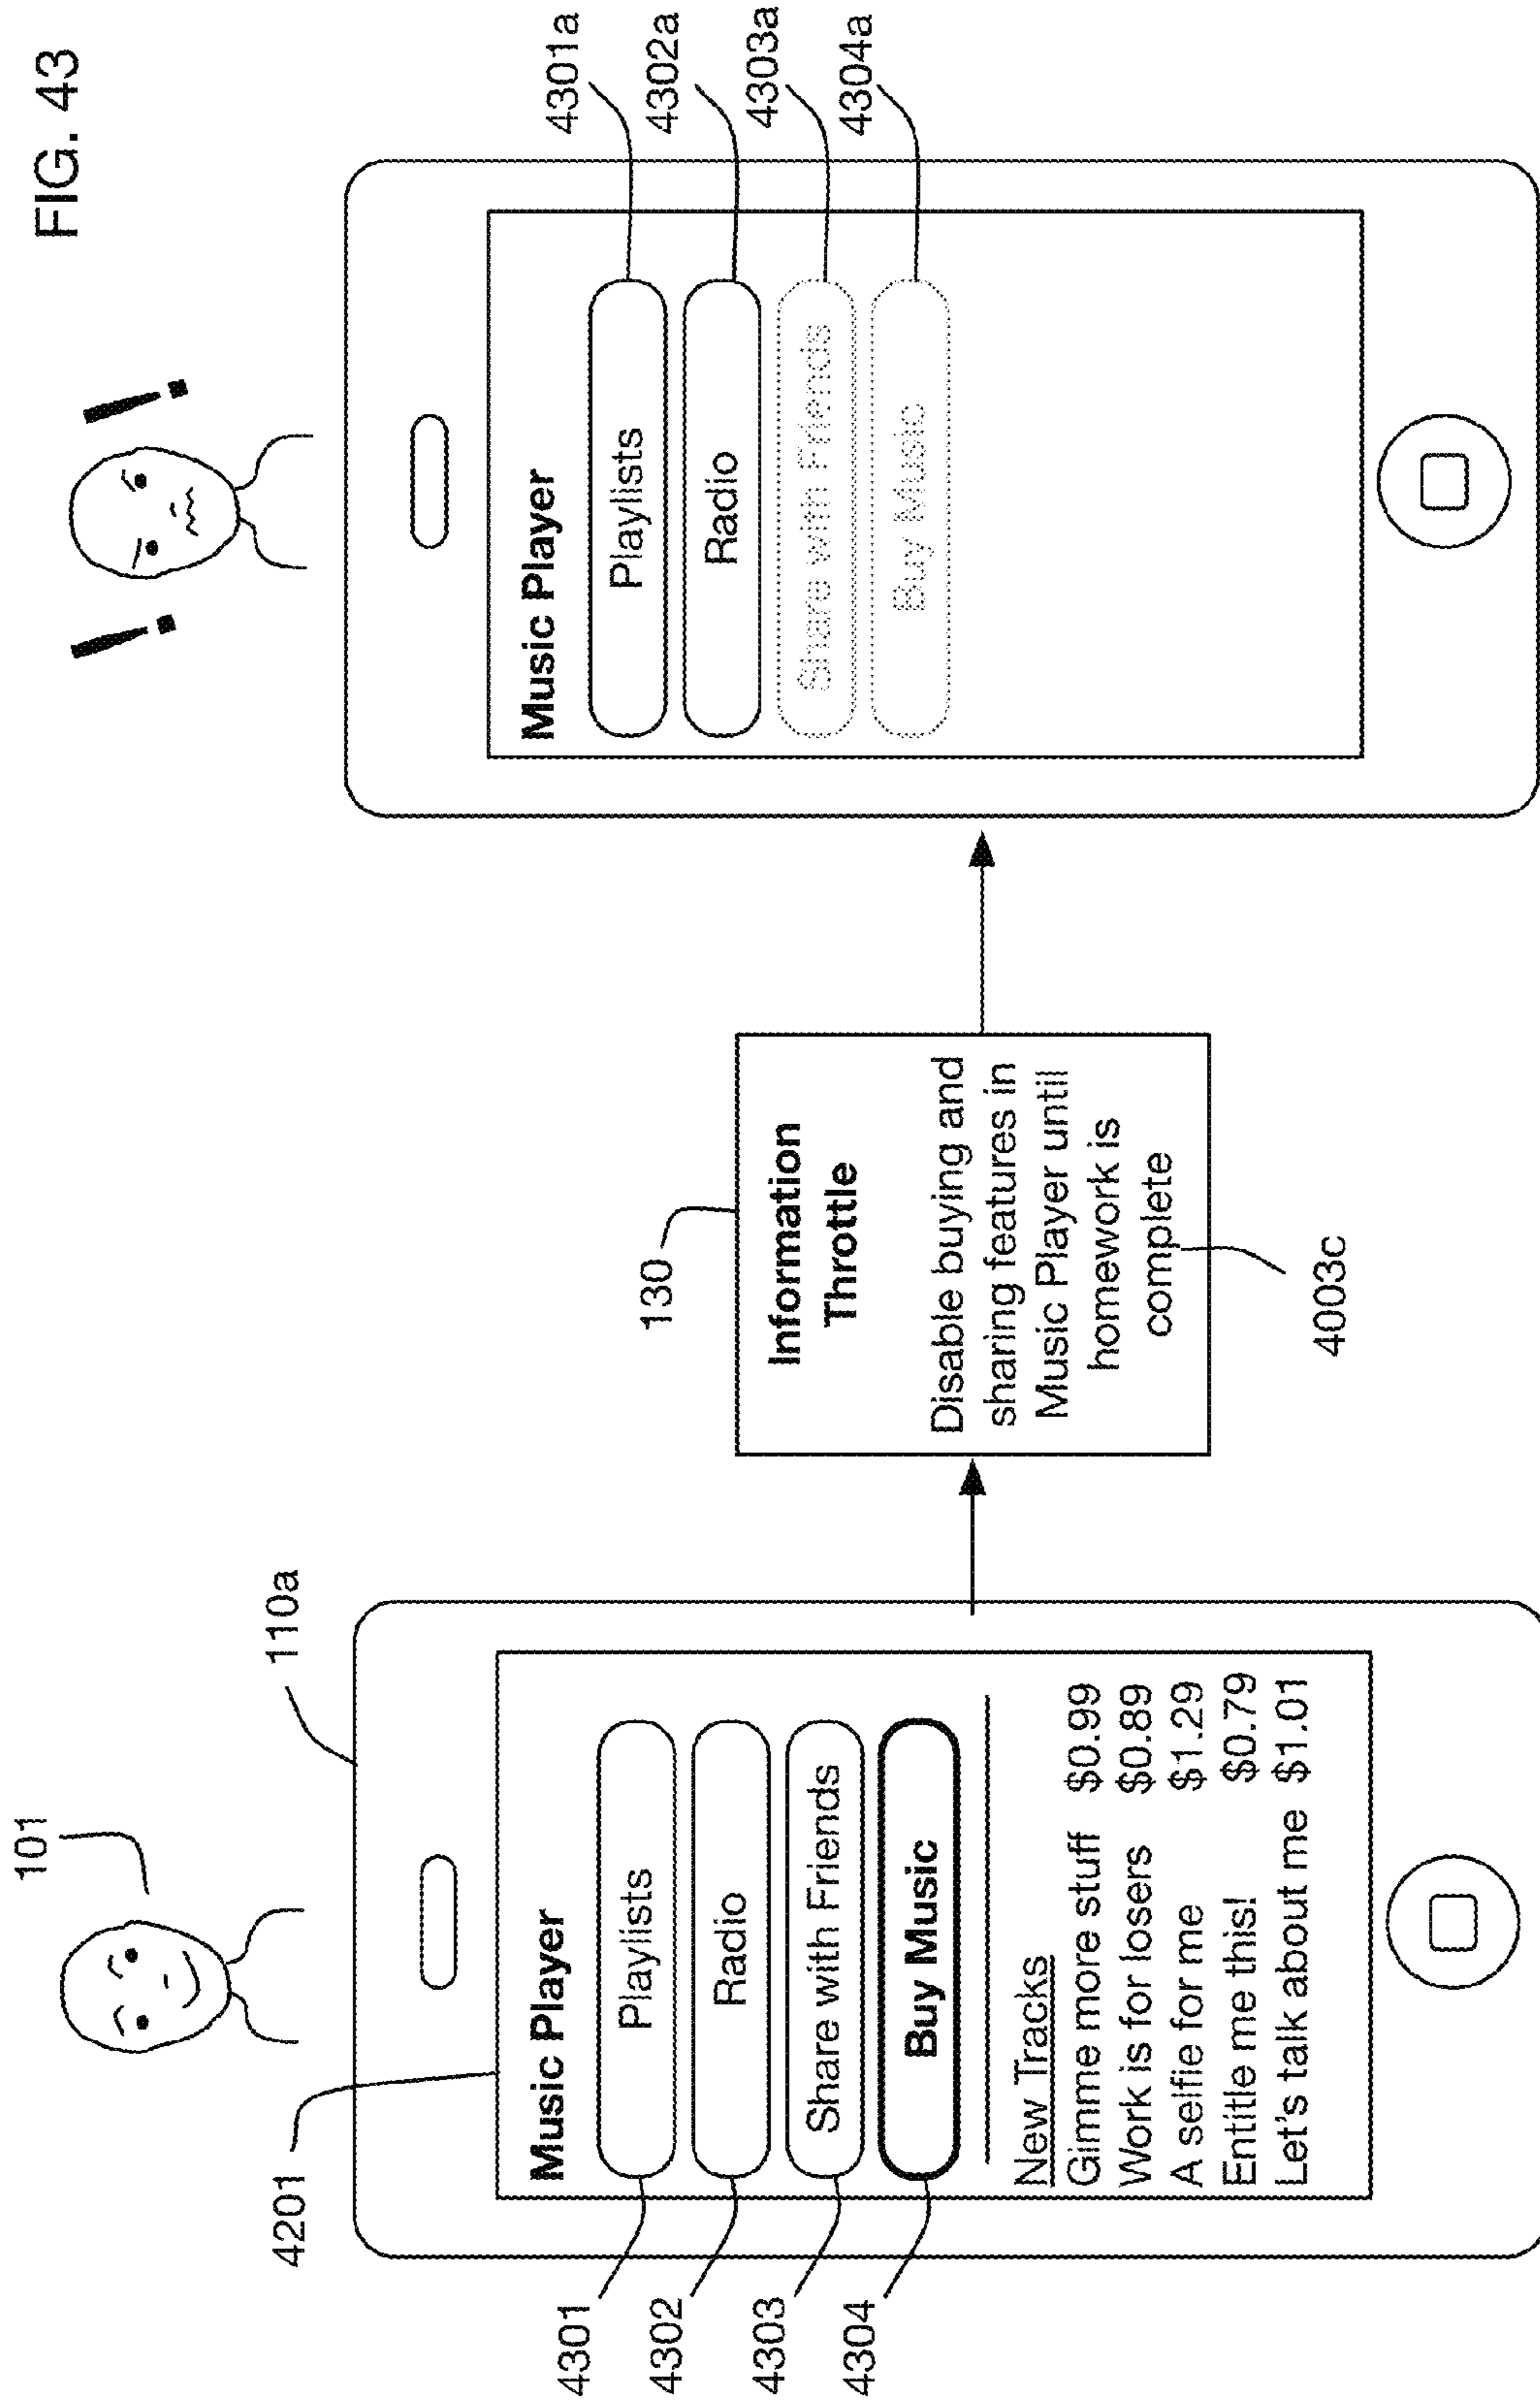 FIG. 43
101
110a
4201
Music Player
4301
Playlists
4302
Radio
4303
Share with Friends
4304
Buy Music
New Tracks
Gimme more stuff $0.99
Work is for losers $0.89
A selfie for me $1.29
Entitle me this! $0.79
Let's talk about me $1.01
130
Information
Throttle
Disable buying and
sharing features in
Music Player until
homework is
complete
4003c
! !
Music Player
Playlists
4301a
Radio
4302a
Share with Friends
4303a
Buy Music
4304a